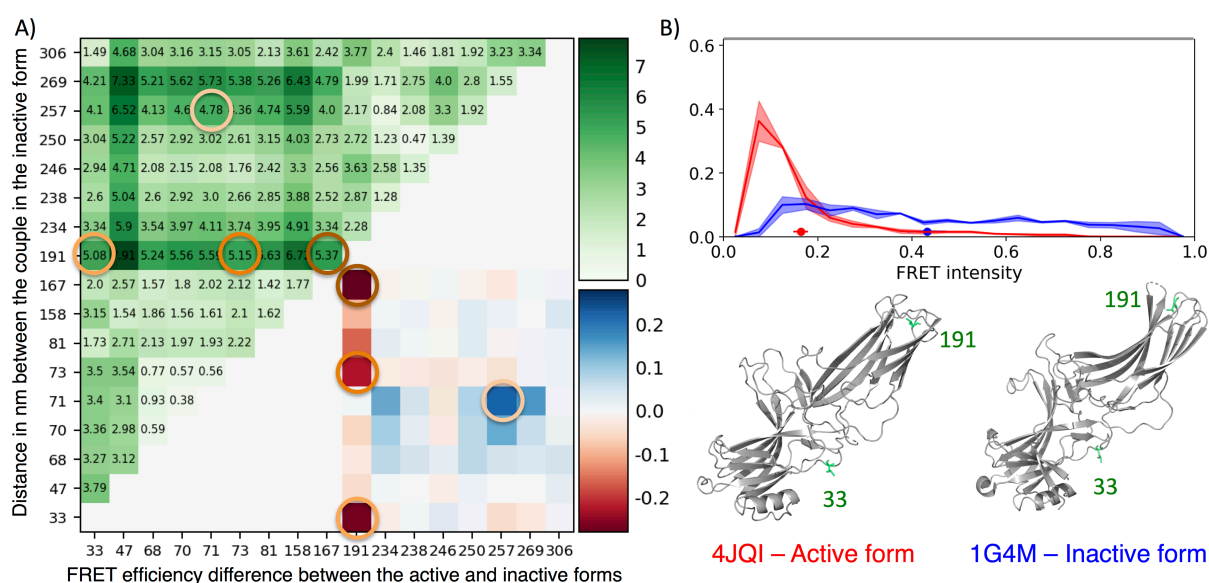 A)
B)
Distance in nm between the couple in the inactive form
306 1.49 4.68 3.04 3.16 3.15 3.05 2.13 3.61 2.42 3.77 2.4 1.46 1.81 1.92 3.23 3.34
269 4.21 7.33 5.21 5.62 5.73 5.38 5.26 6.43 4.79 1.99 1.71 2.75 4.0 2.8 1.55
257 4.1 6.52 4.13 4.6 4.78 .36 4.74 5.59 4.0 2.17 0.84 2.08 3.3 1.92
250 3.04 5.22 2.57 2.92 3.02 2.61 3.15 4.03 2.73 2.72 1.23 0.47 1.39
246 2.94 4.71 2.08 2.15 2.08 1.76 2.42 3.3 2.56 3.63 2.58 1.35
238 2.6 5.04 2.6 2.92 3.0 2.66 2.85 3.88 2.52 2.87 1.28
234 3.34 5.9 3.54 3.97 4.11 3.74 3.95 4.91 3.34 2.28
191 5.08 .91 5.24 5.56 5.5 5.15 .63 6.7 5.37
167 2.0 2.57 1.57 1.8 2.02 2.12 1.42 1.77
158 3.15 1.54 1.86 1.56 1.61 2.1 1.62
81 1.73 2.71 2.13 1.97 1.93 2.22
73 3.5 3.54 0.77 0.57 0.56
71 3.4 3.1 0.93 0.38
70 3.36 2.98 0.59
68 3.27 3.12
47 3.79
33
33 47 68 70 71 73 81 158 167 191 234 238 246 250 257 269 306
FRET efficiency difference between the active and inactive forms
7
6
5
4
3
2
1
0
0.2
0.1
0.0
-0.1
-0.2
0.6
0.4
0.2
0.0
0.0 0.2 0.4 0.6 0.8 1.0
FRET intensity
191
33
191
33
4JQI – Active form
1G4M – Inactive form